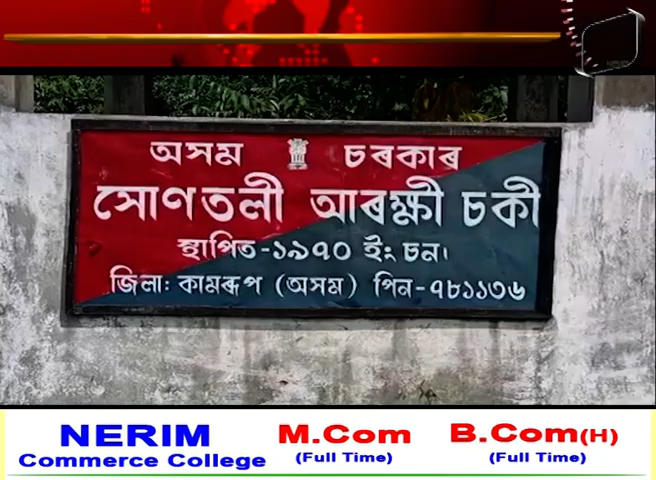 অসম চৰকাৰ
সোণতলী আৰক্ষী চকী
স্থাপিত-১৯৭০ ইং চন।
জিলা: কামৰূপ (অসম) পিন-৭৮১১৩৬
NERIM M.Com B.Com(H)
Commerce College (Full Time) (Full Time)